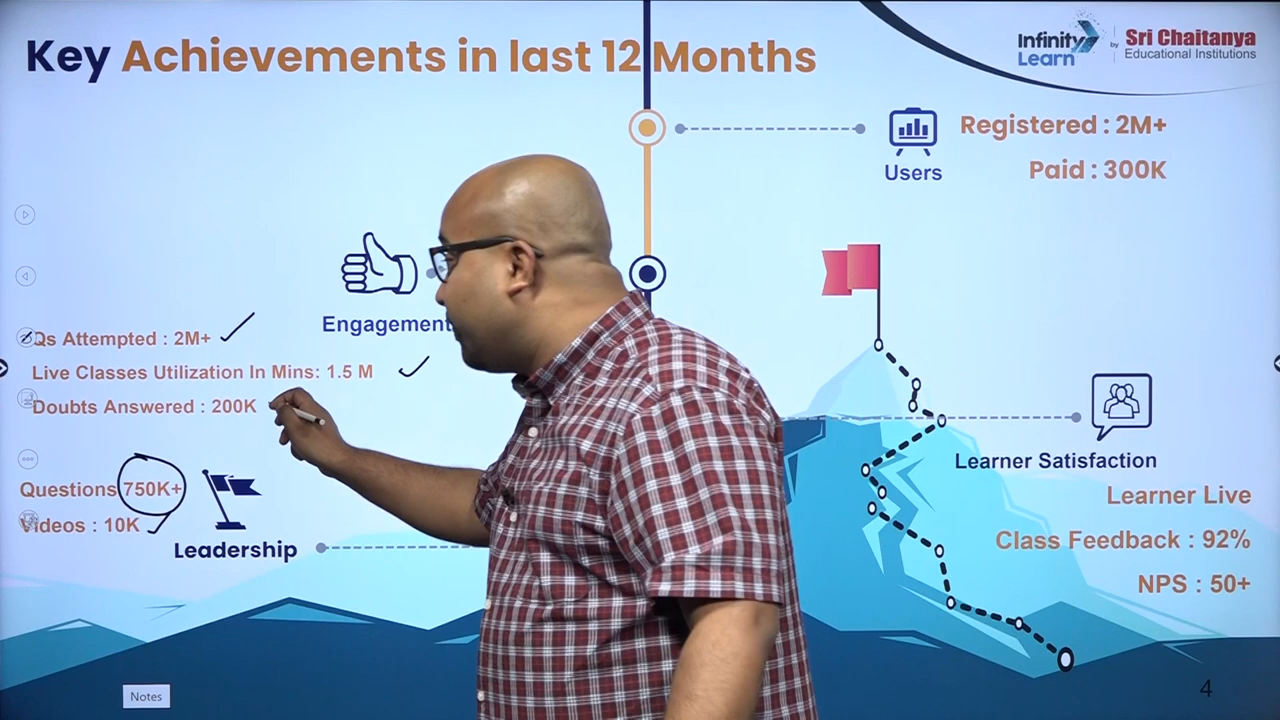 Key Achievements in last 12 Months
Infinity Learn
by
Sri Chaitanya
Educational Institutions
Registered : 2M+
Paid : 300K
Users
Engagement
Qs Attempted : 2M+
Live Classes Utilization In Mins: 1.5 M
Doubts Answered : 200K
Questions 750K+
Videos : 10K
Leadership
Learner Satisfaction
Learner Live
Class Feedback : 92%
NPS : 50+
Notes
4